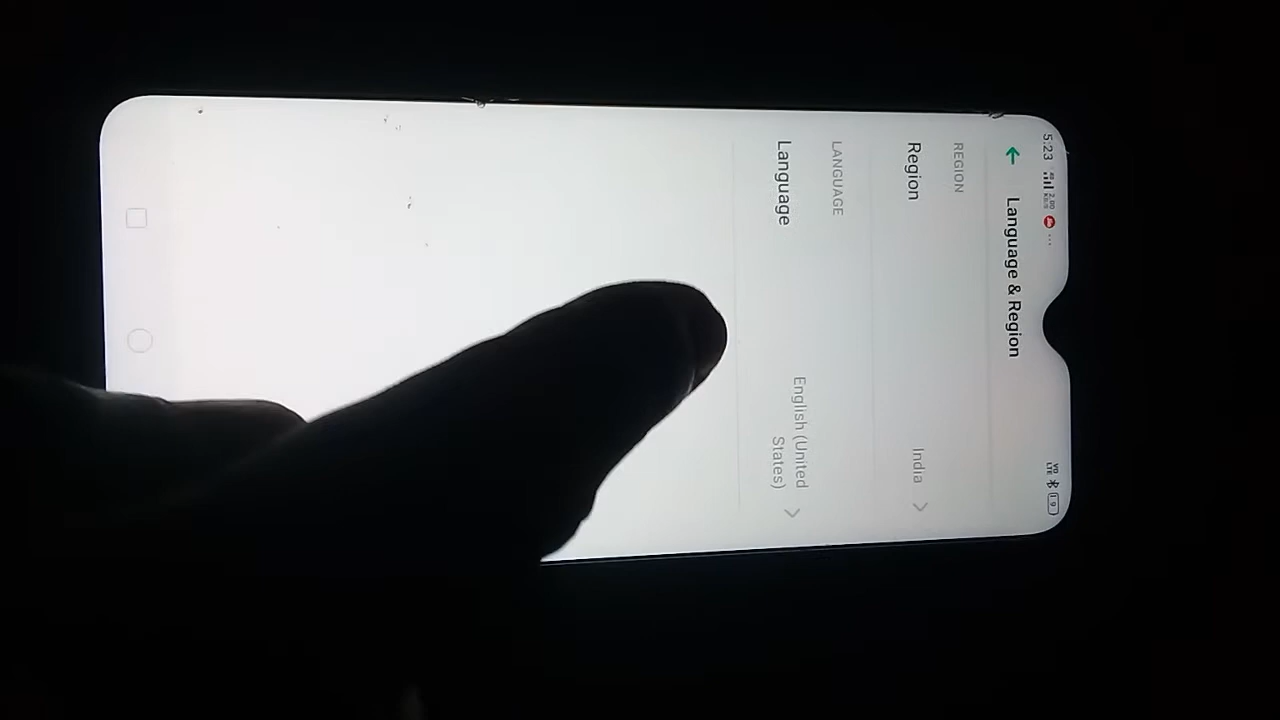 5:23
Language & Region
REGION
Region
India
LANGUAGE
Language
English (United
States)